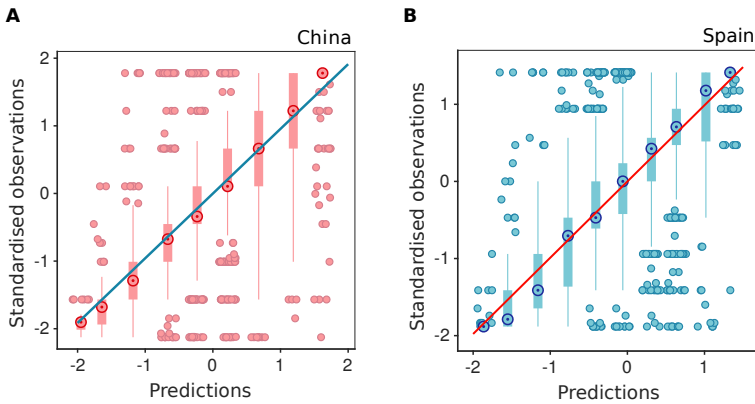 A
China
Standardised observations
2
1
0
-1
-2
-2
-1
0
1
2
Predictions
B
Spain
Standardised observations
1
0
-1
-2
-2
-1
0
1
Predictions